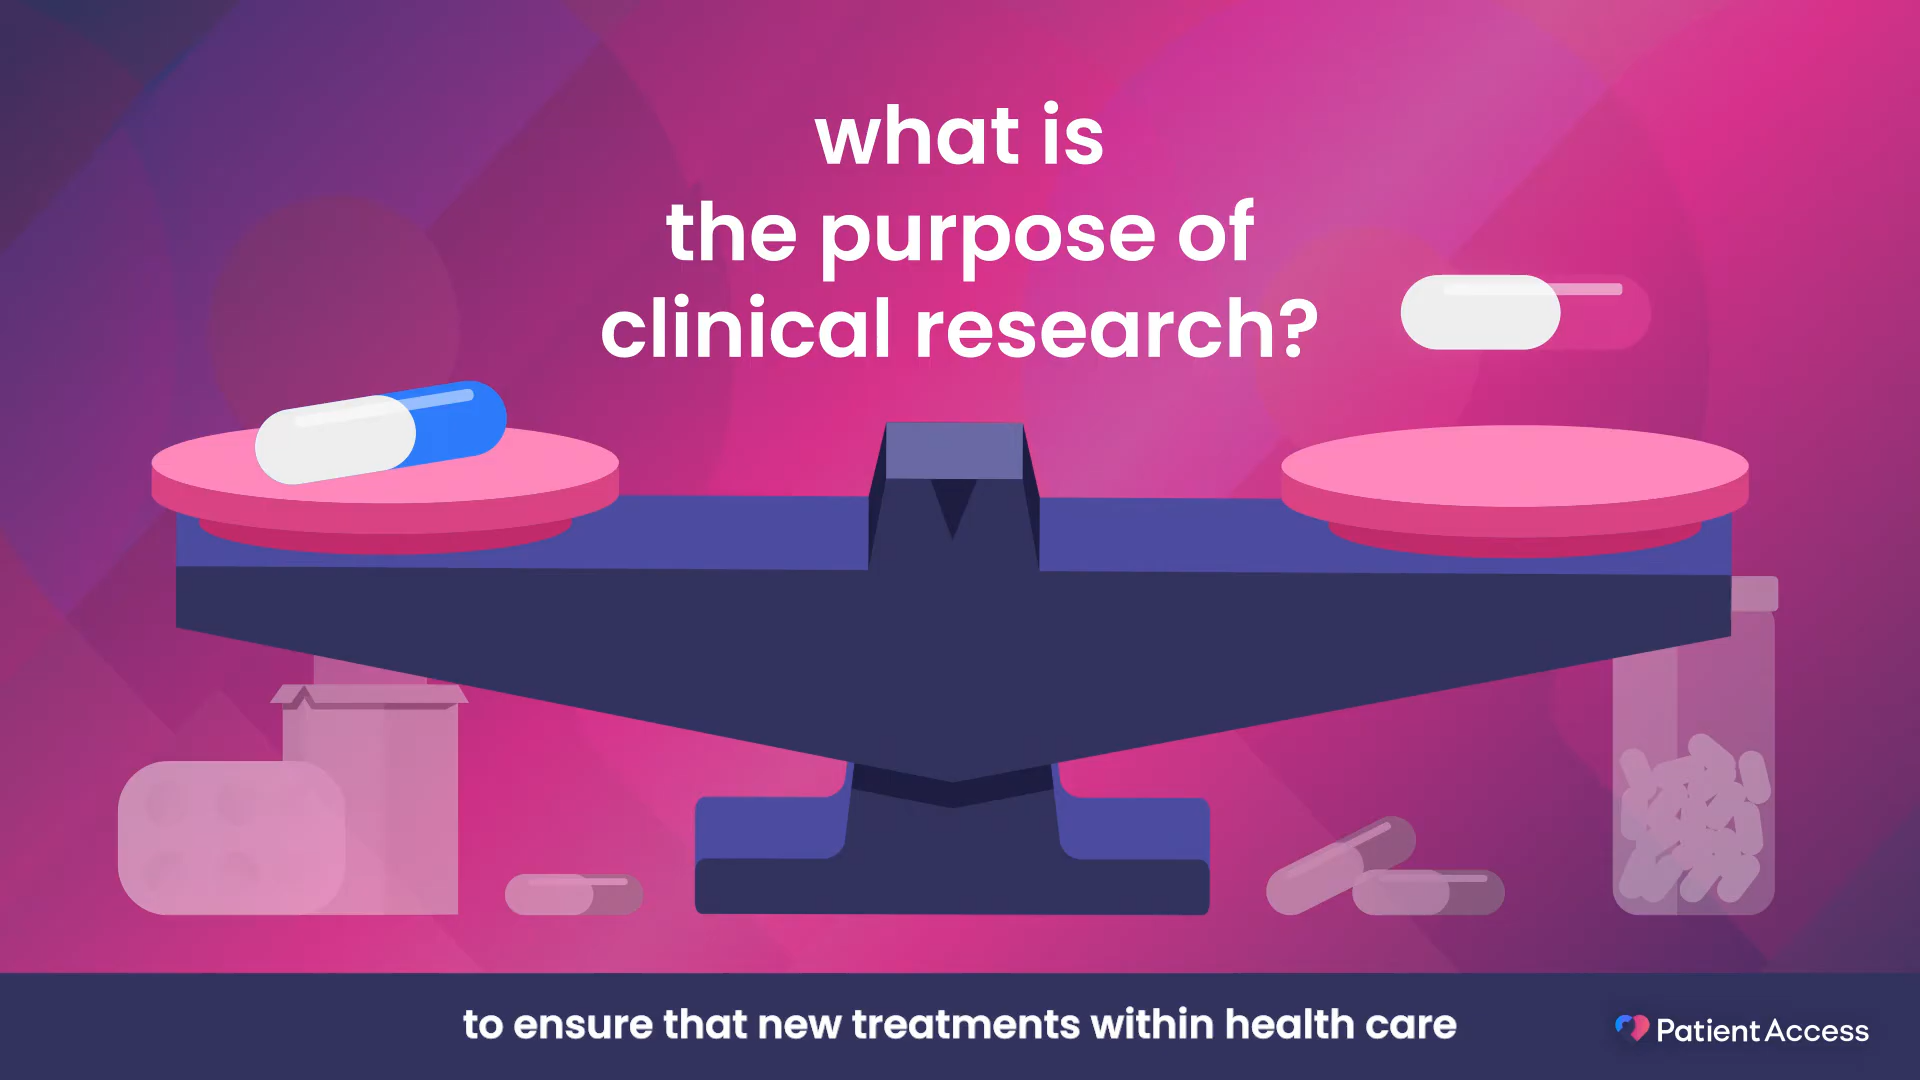 what is
the purpose of
clinical research?
to ensure that new treatments within health care
Patient Access